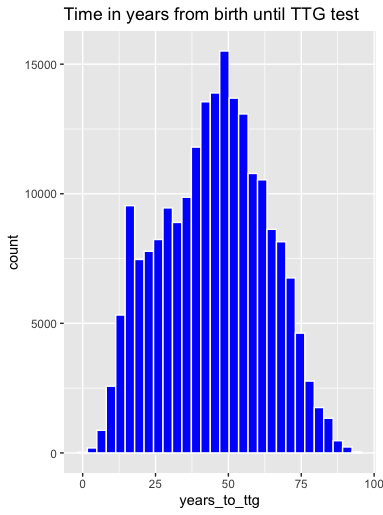 Time in years from birth until TTG test
15000
10000
5000
0
count
0 25 50 75 100
years_to_ttg